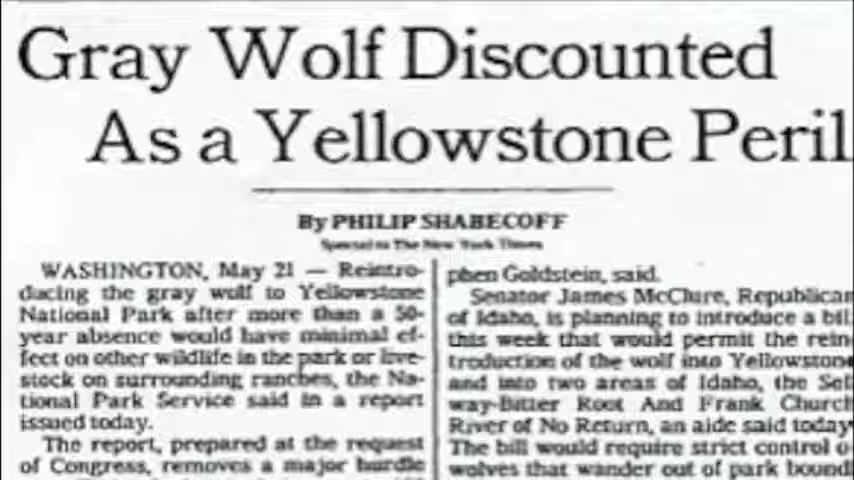 Gray Wolf Discounted
As a Yellowstone Peril
By PHILIP SHABECOFF
Special to The New York Times
WASHINGTON, May 21 — Reintro-
ducing the gray wolf to Yellowstone
National Park after more than a 50-
year absence would have minimal ef-
fect on other wildlife in the park or live-
stock on surrounding ranches, the Na-
tional Park Service said in a report
issued today.
The report, prepared at the request
of Congress, removes a major hurdle
phen Goldstein, said.
Senator James McClure, Republican
of Idaho, is planning to introduce a bil
this week that would permit the rein
troduction of the wolf into Yellowstone
and into two areas of Idaho, the Sel
way-Bitter Root And Frank Church
River of No Return, an aide said today
The bill would require strict control o
wolves that wander out of park bound